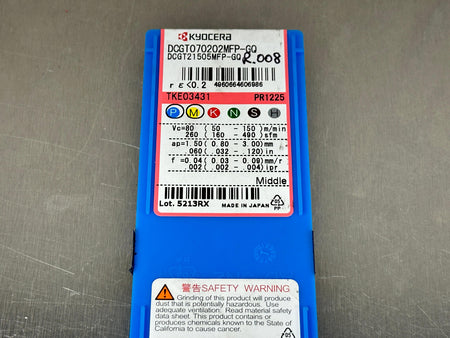 KYOCERA
DCGT070202MFP-GQ
DCGT21505MFP-GQ R.008
rε<0.2 4960664606986
TKE03431 PR1225
P M K N S H
Vc=80 (50 -150)m/min
260 (160 -490)sfm
ap=1.50 (0.80 - 3.00)mm
.060 (.032 - .120)in
f =0.04(0.03 -0.09)mm/r
.002(.002 -.004)ipr
Middle
Lot. 5213RX MADE IN JAPAN PP
警告SAFETY WARNING
Grinding of this product will produce
dust that is potentially hazardous. Use
adequate ventilation. Read material safety
data sheet. This product contains or
produces chemicals known to the State of
California to cause cancer.